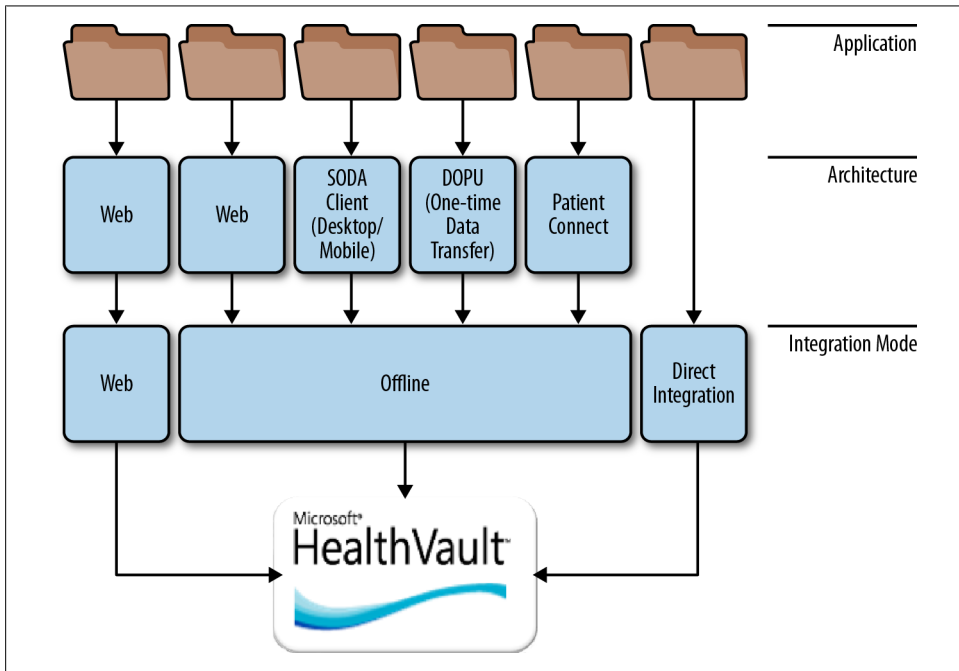 Application
Web
Web
SODA
Client
(Desktop/
Mobile)
DOPU
(One-time
Data
Transfer)
Patient
Connect
Architecture
Web
Offline
Direct
Integration
Integration Mode
Microsoft®
HealthVault™